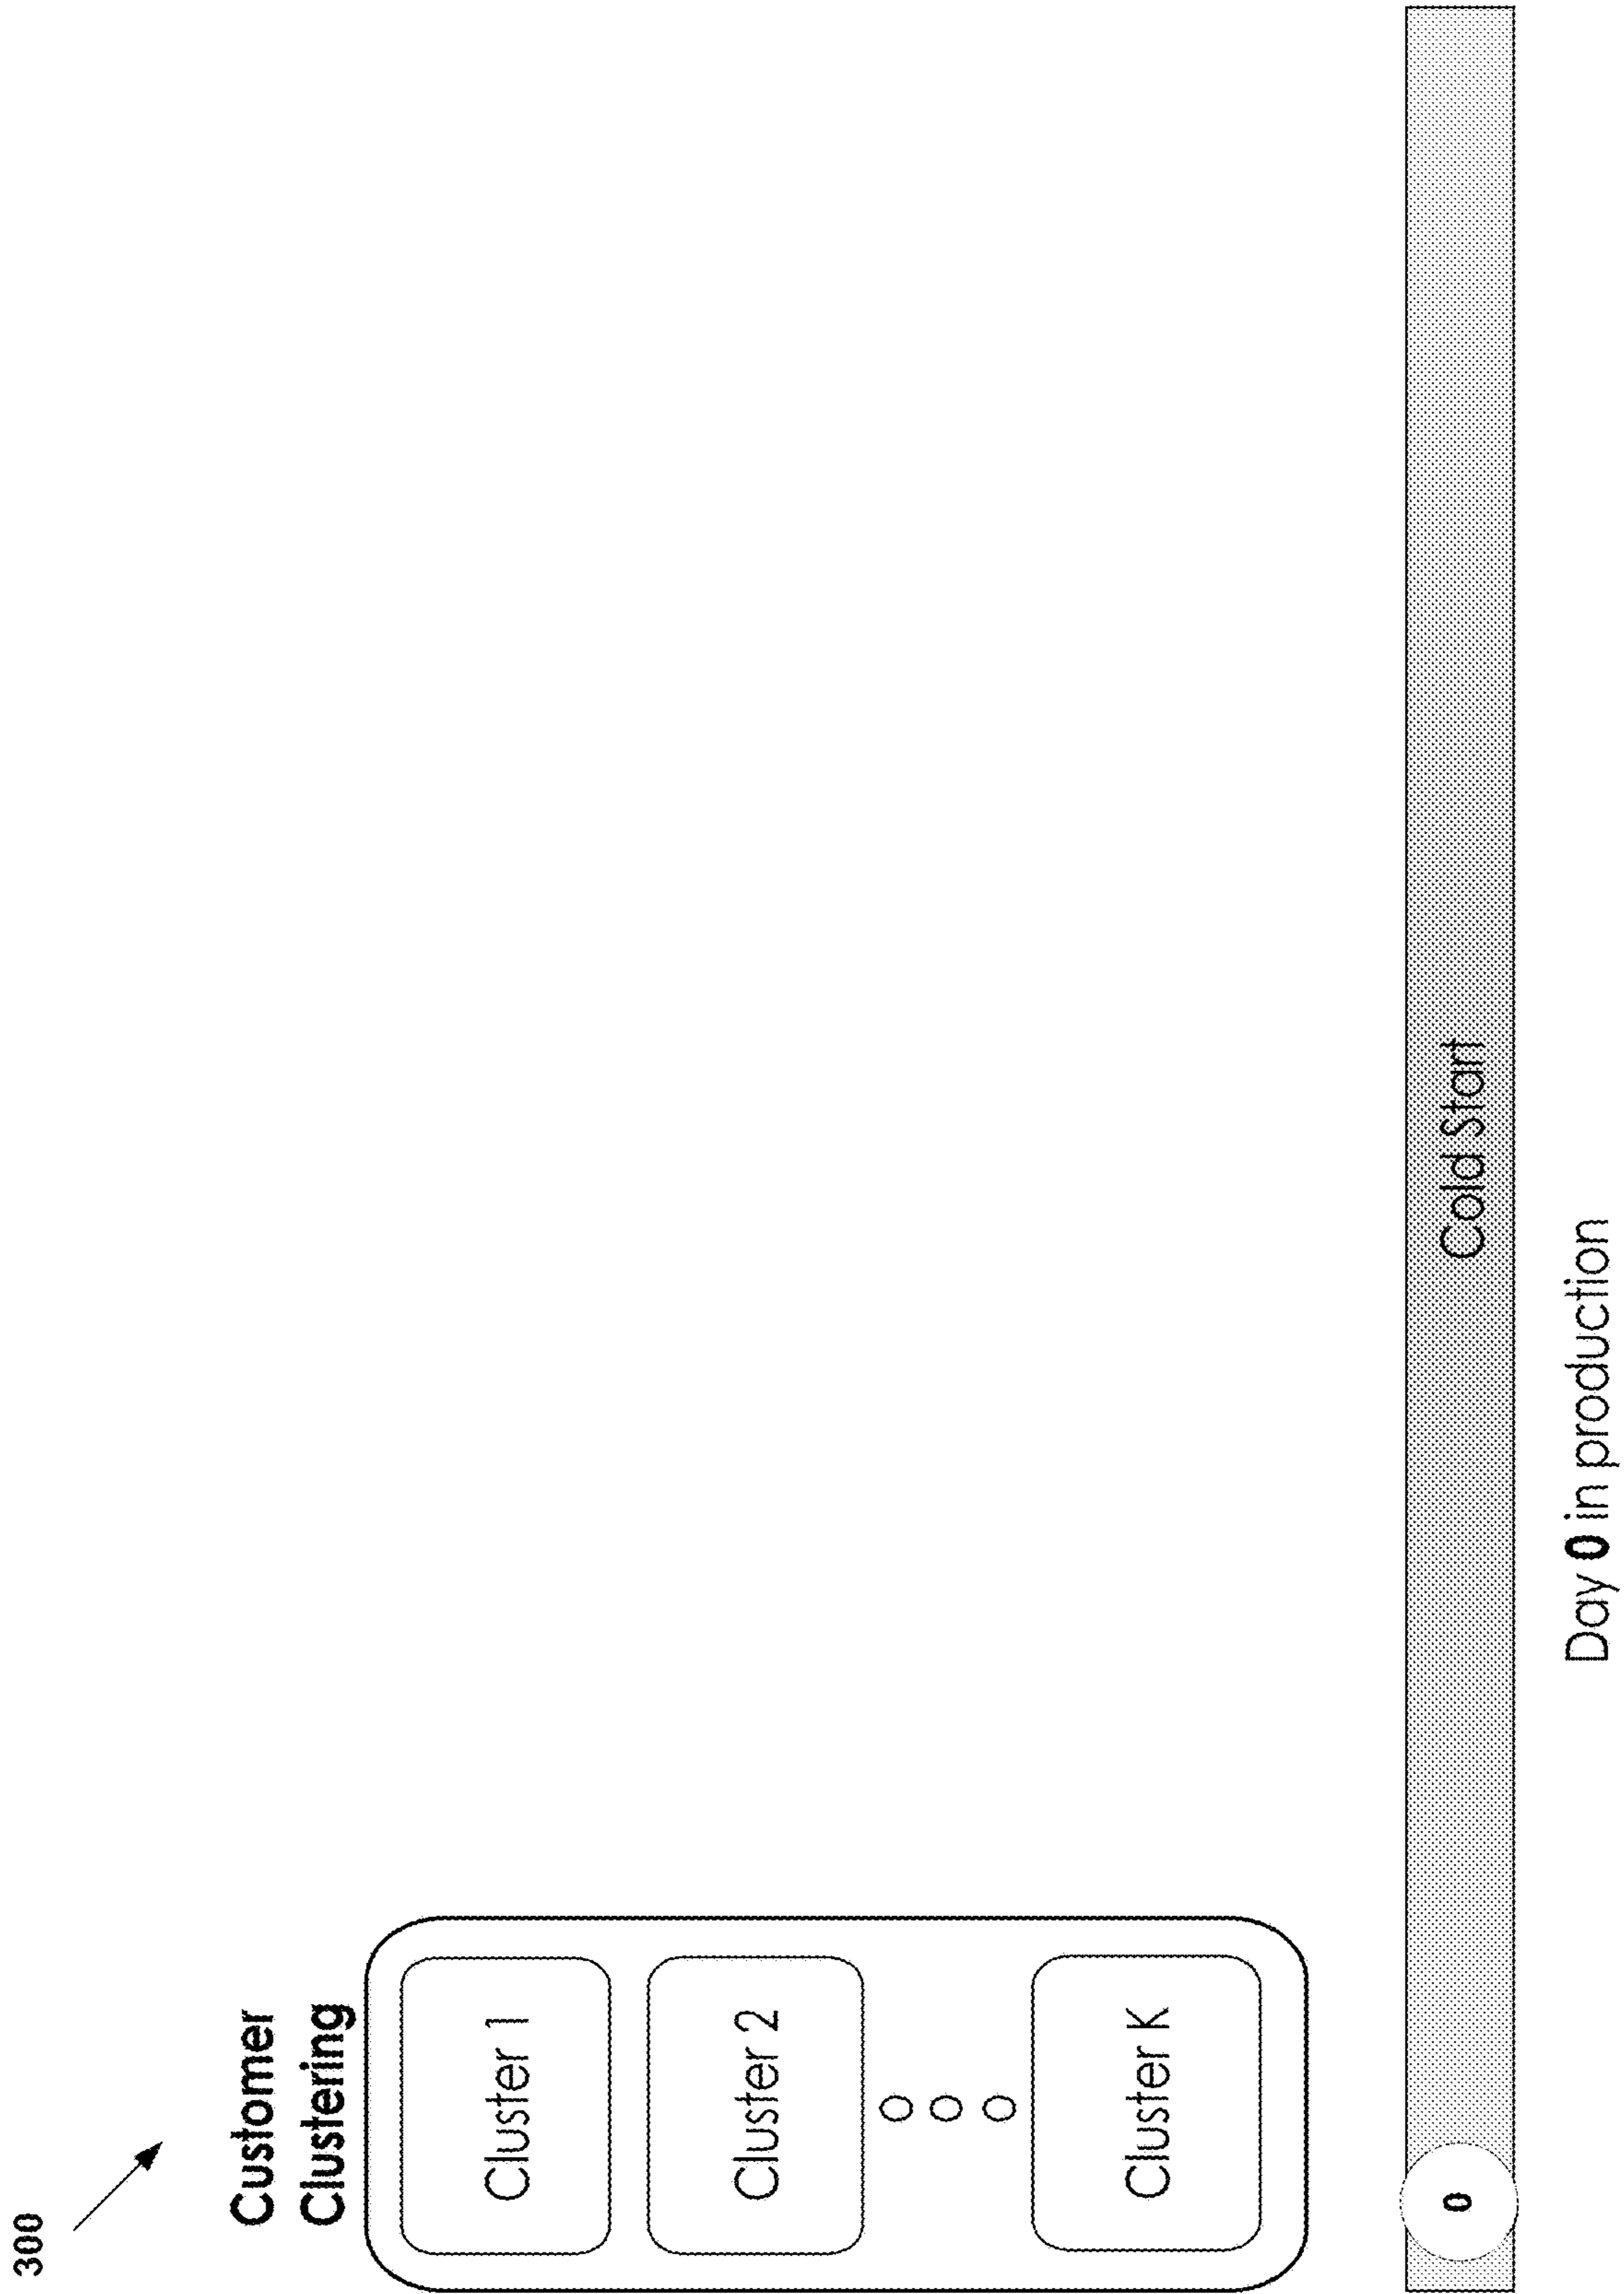 300
Customer
Clustering
Cluster 1
Cluster 2
Cluster K
0
Cold Start
Day 0 in production